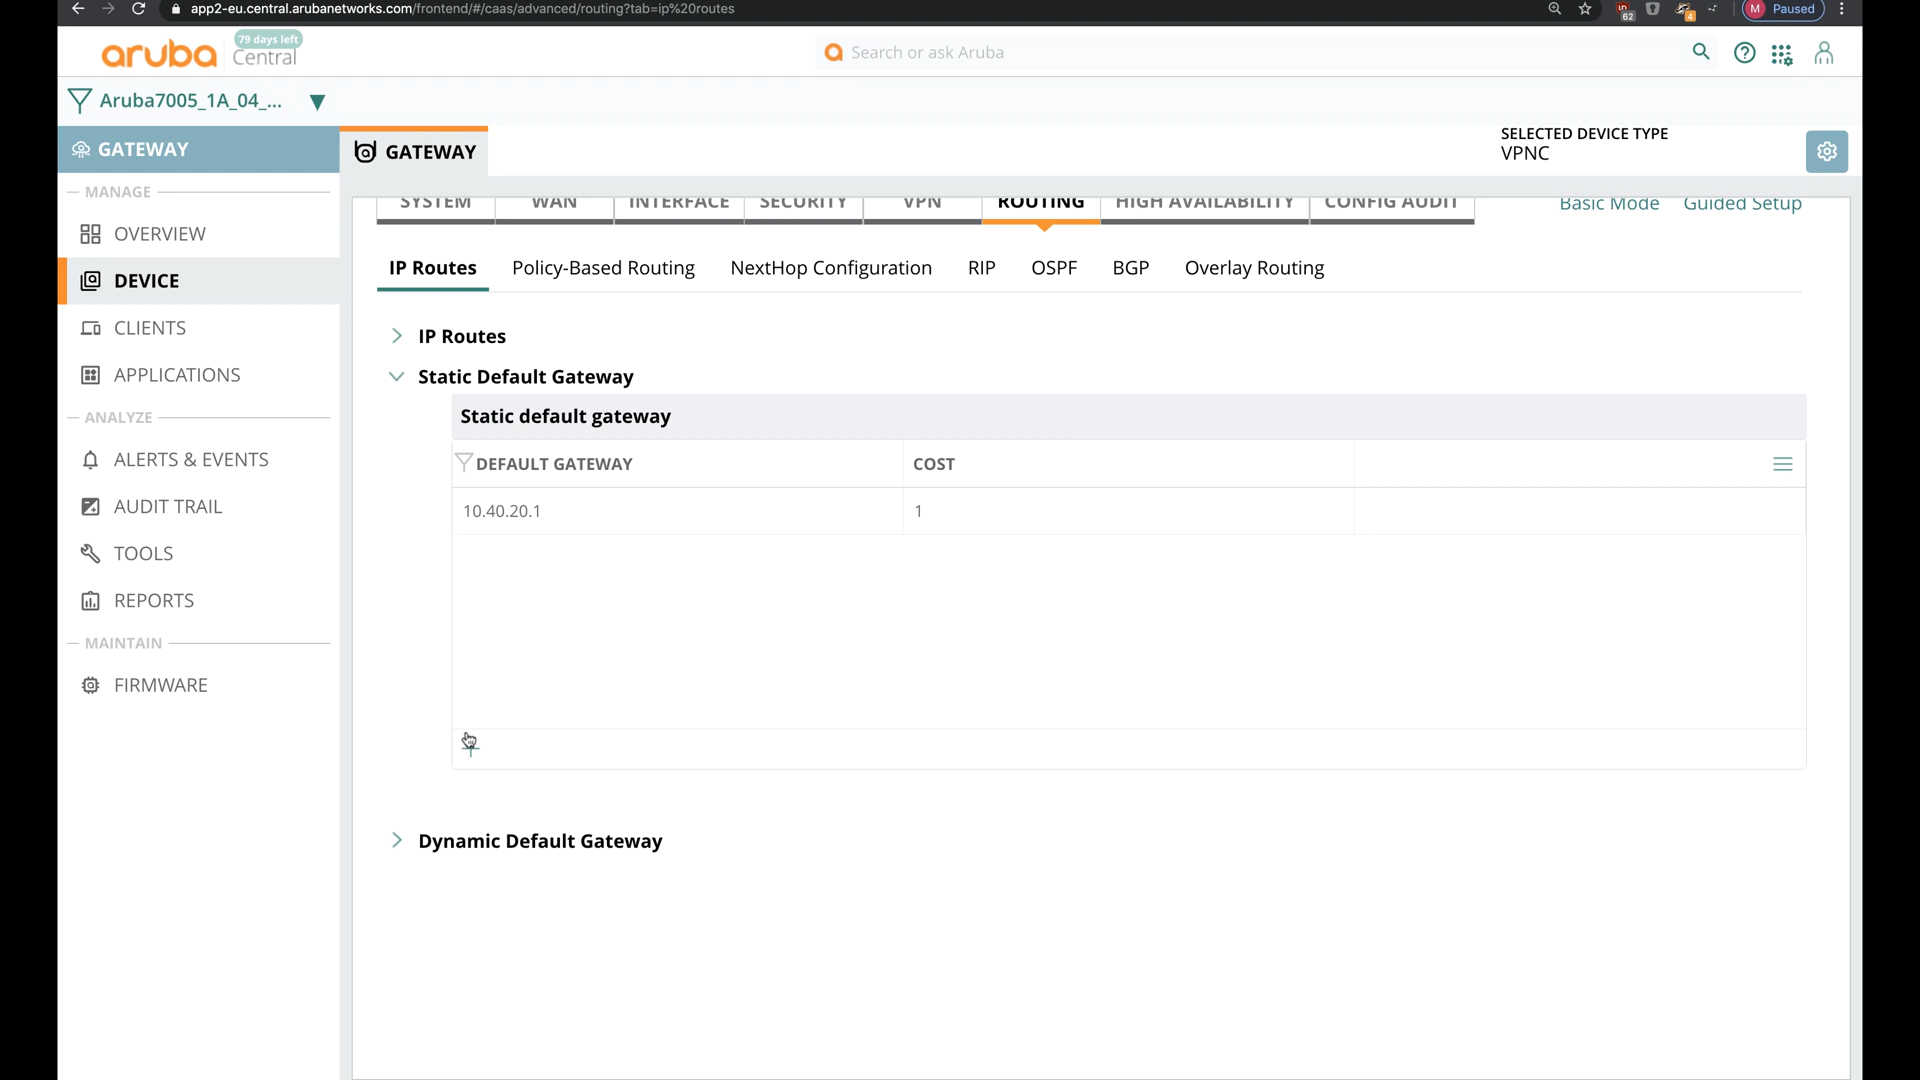 app2-eu.central.arubanetworks.com/frontend/#/caas/advanced/routing?tab=ip%20routes
62
4
M Paused
aruba
79 days left
Central
Search or ask Aruba
Aruba7005_1A_04_...
GATEWAY
GATEWAY
SELECTED DEVICE TYPE
VPNC
MANAGE
OVERVIEW
DEVICE
CLIENTS
APPLICATIONS
ANALYZE
ALERTS & EVENTS
AUDIT TRAIL
TOOLS
REPORTS
MAINTAIN
FIRMWARE
SYSTEM WAN INTERFACE SECURITY VPN ROUTING HIGH AVAILABILITY CONFIG AUDIT
Basic Mode Guided Setup
IP Routes Policy-Based Routing NextHop Configuration RIP OSPF BGP Overlay Routing
IP Routes
Static Default Gateway
Static default gateway
DEFAULT GATEWAY COST
10.40.20.1 1
Dynamic Default Gateway